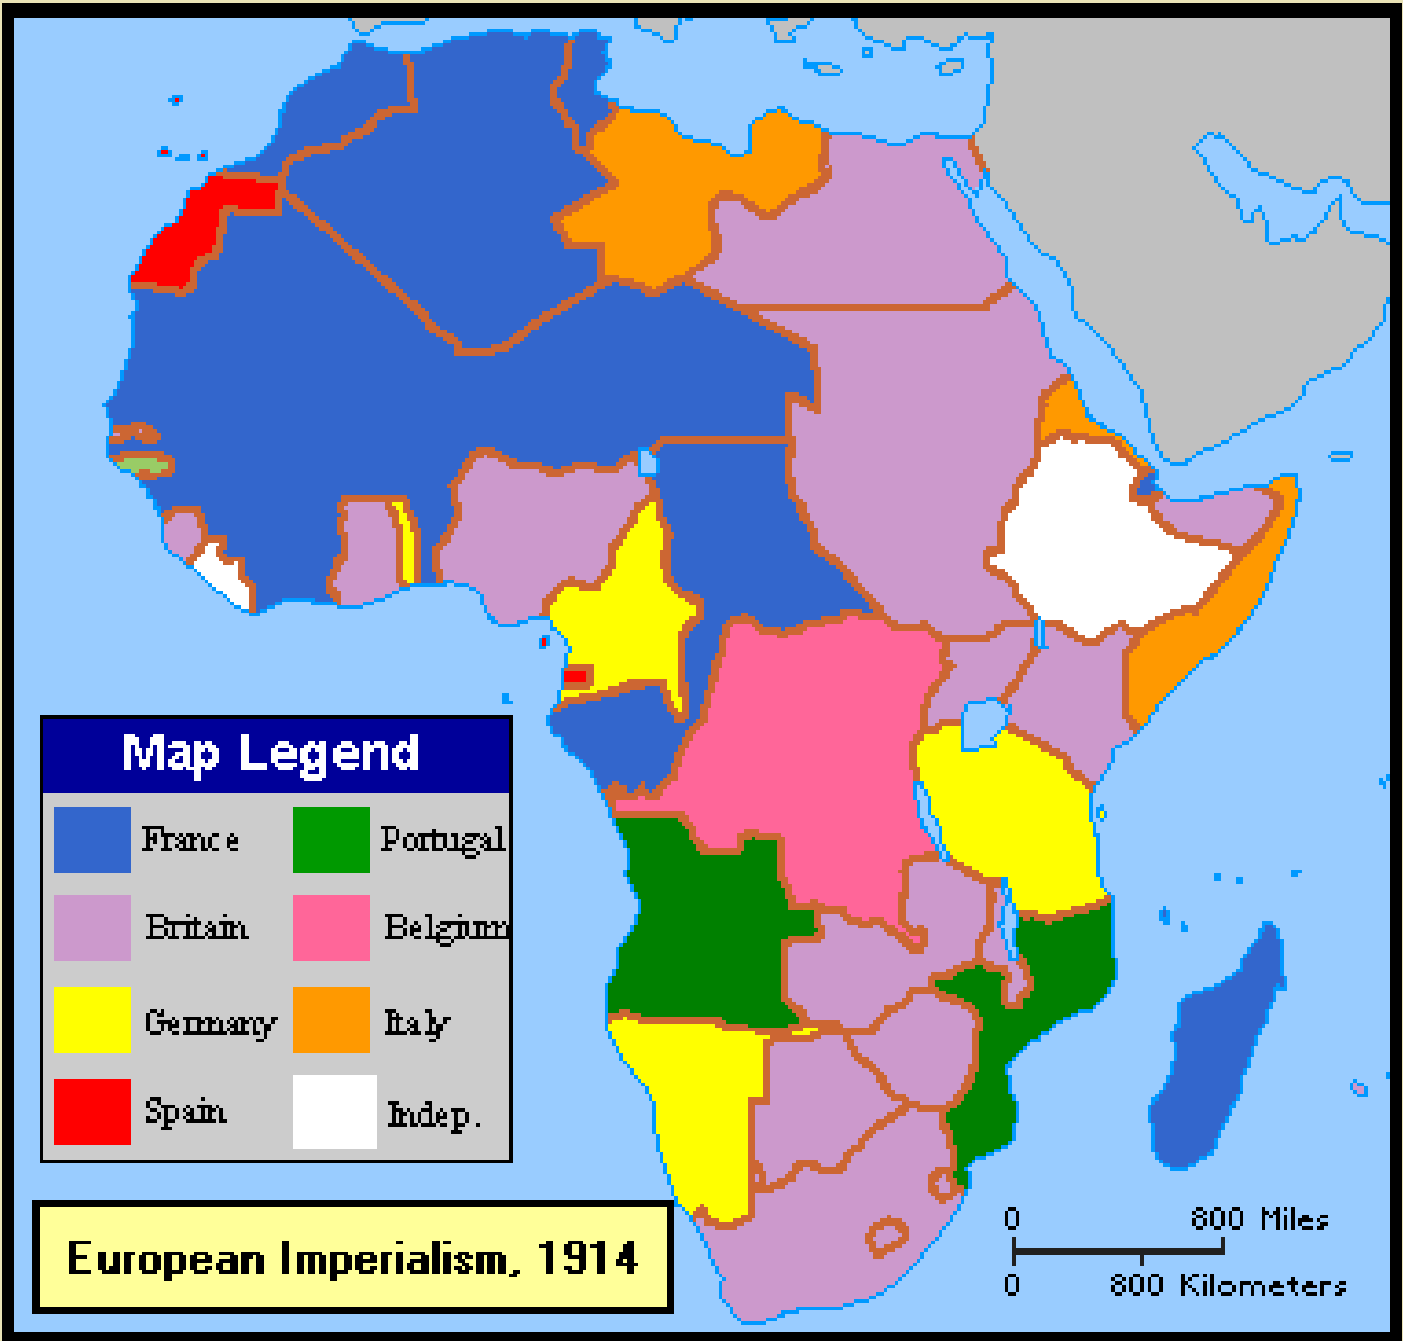 Map Legend
France
Portugal
Britain
Belgium
Germany
Italy
Spain
Indep.
European Imperialism, 1914
0 800 Miles
0 800 Kilometers